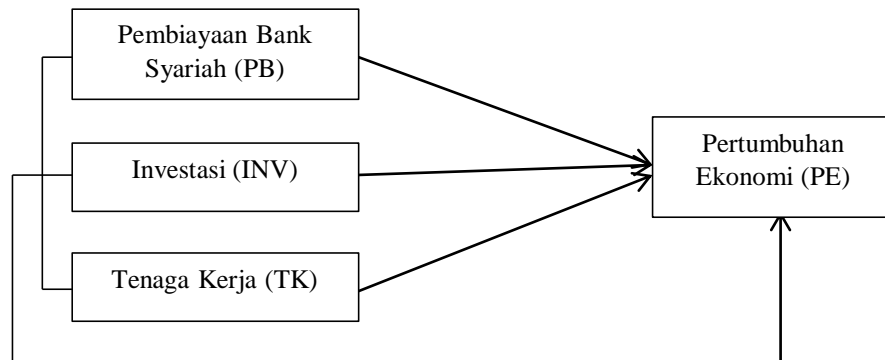 Pembiayaan Bank
Syariah (PB)
Investasi (INV)
Tenaga Kerja (TK)
Pertumbuhan
Ekonomi (PE)